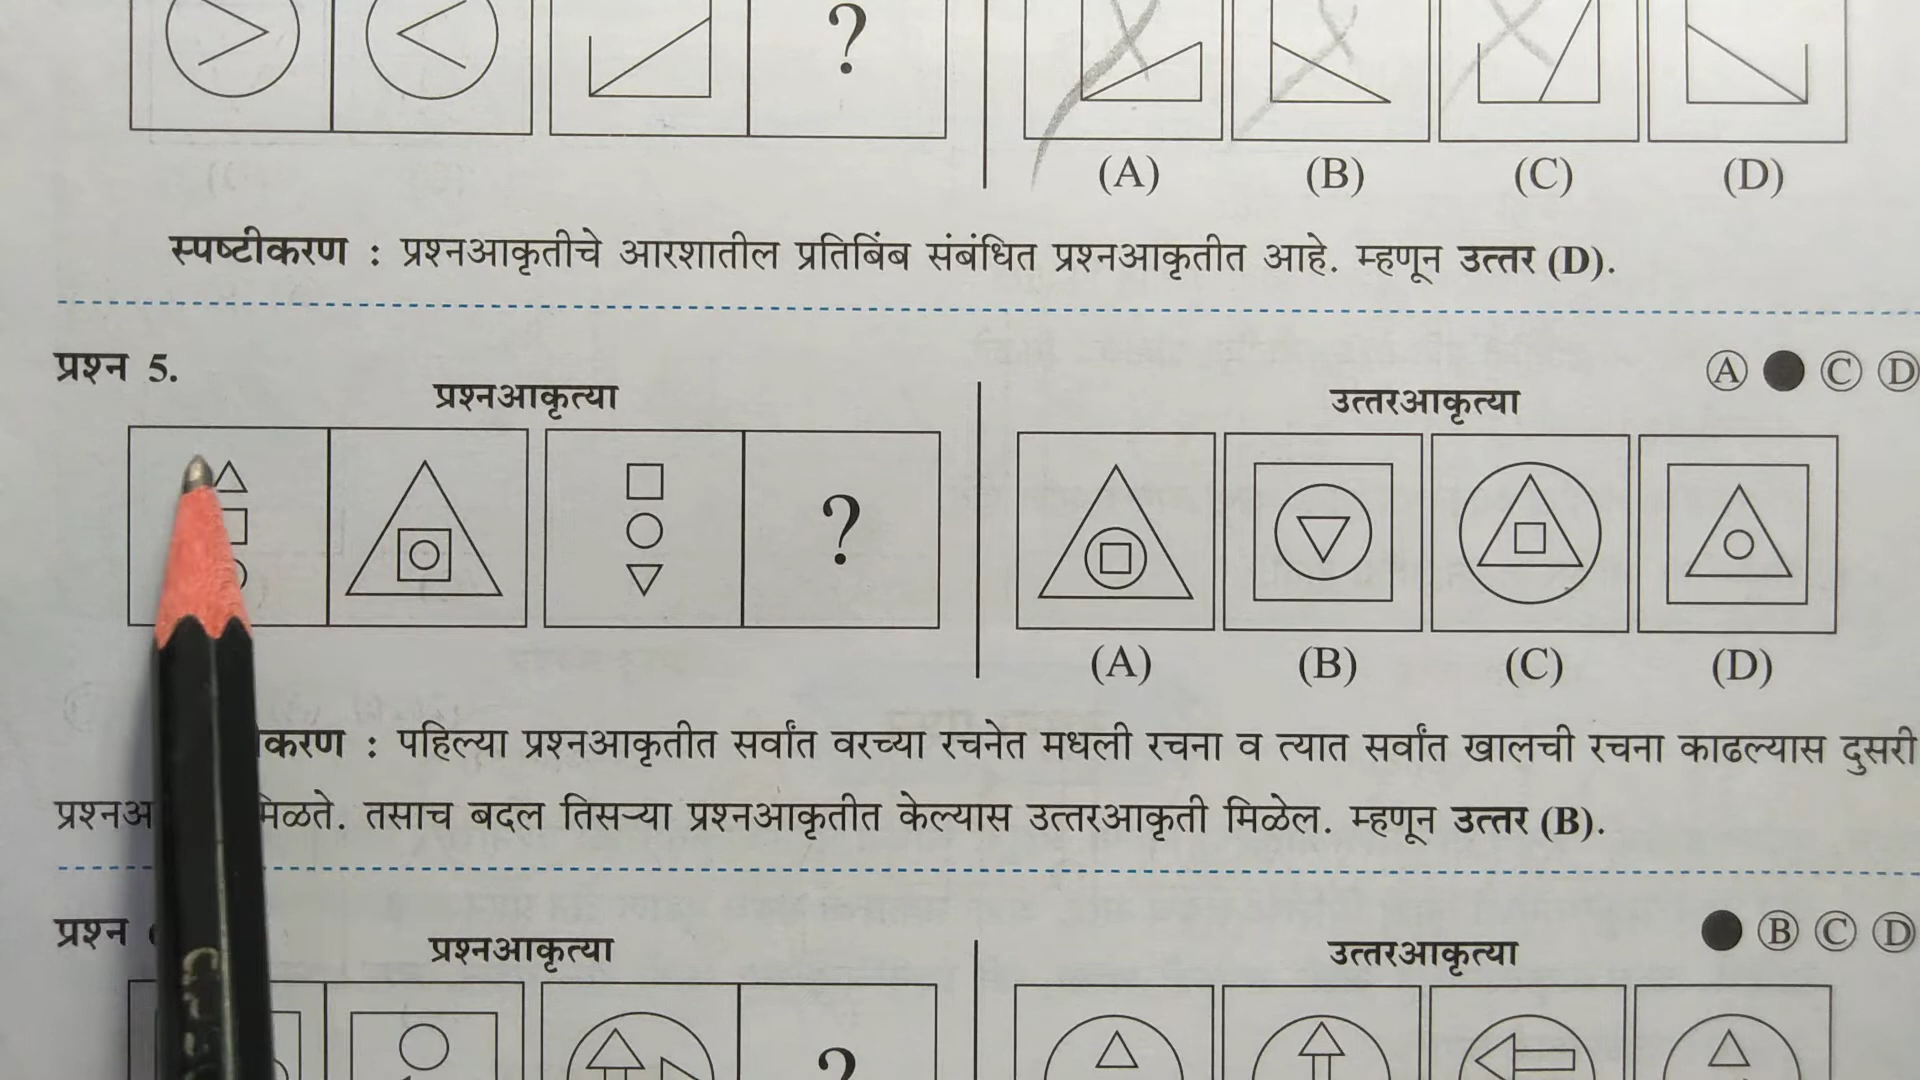 ?
(A) (B) (C) (D)
स्पष्टीकरण : प्रश्नआकृतीचे आरशातील प्रतिबिंब संबंधित प्रश्नआकृतीत आहे. म्हणून उत्तर (D).
प्रश्न 5.
Ⓐ ● Ⓒ Ⓓ
प्रश्नआकृत्या
उत्तरआकृत्या
?
(A) (B) (C) (D)
करण : पहिल्या प्रश्नआकृतीत सर्वांत वरच्या रचनेत मधली रचना व त्यात सर्वांत खालची रचना काढल्यास दुसरी
प्रश्नअ मिळते. तसाच बदल तिसऱ्या प्रश्नआकृतीत केल्यास उत्तरआकृती मिळेल. म्हणून उत्तर (B).
प्रश्न
● Ⓑ Ⓒ Ⓓ
प्रश्नआकृत्या
उत्तरआकृत्या
?